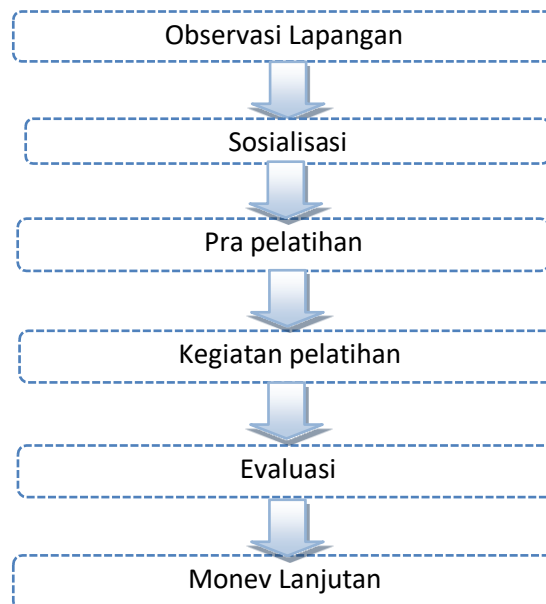 Observasi Lapangan
Sosialisasi
Pra pelatihan
Kegiatan pelatihan
Evaluasi
Monev Lanjutan